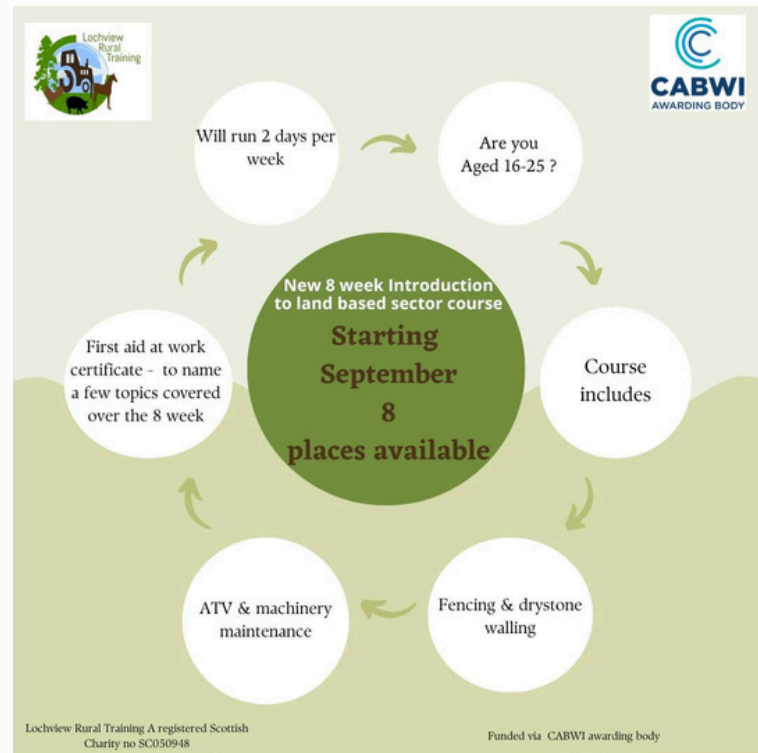 Lochview
Rural
Training
CABWI
AWARDING BODY
Will run 2 days per
week
Are you
Aged 16-25 ?
New 8 week Introduction
to land based sector course
Starting
September
8
places available
First aid at work
certificate - to name
a few topics covered
over the 8 week
Course
includes
ATV & machinery
maintenance
Fencing & drystone
walling
Lochview Rural Training A registered Scottish
Charity no SC050948
Funded via CABWI awarding body